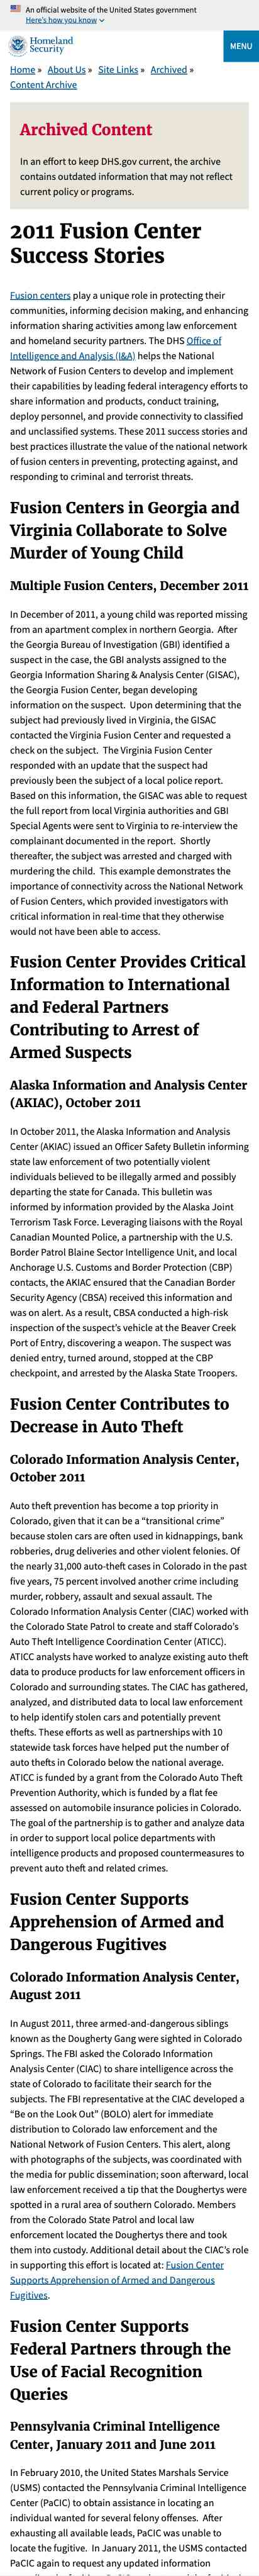 An official website of the United States government
Here's how you know
Homeland
Security
MENU
Home » About Us » Site Links » Archived »
Content Archive
Archived Content
In an effort to keep DHS.gov current, the archive
contains outdated information that may not reflect
current policy or programs.
2011 Fusion Center
Success Stories
Fusion centers play a unique role in protecting their
communities, informing decision making, and enhancing
information sharing activities among law enforcement
and homeland security partners. The DHS Office of
Intelligence and Analysis (I&A) helps the National
Network of Fusion Centers to develop and implement
their capabilities by leading federal interagency efforts to
share information and products, conduct training,
deploy personnel, and provide connectivity to classified
and unclassified systems. These 2011 success stories and
best practices illustrate the value of the national network
of fusion centers in preventing, protecting against, and
responding to criminal and terrorist threats.
Fusion Centers in Georgia and
Virginia Collaborate to Solve
Murder of Young Child
Multiple Fusion Centers, December 2011
In December of 2011, a young child was reported missing
from an apartment complex in northern Georgia. After
the Georgia Bureau of Investigation (GBI) identified a
suspect in the case, the GBI analysts assigned to the
Georgia Information Sharing & Analysis Center (GISAC),
the Georgia Fusion Center, began developing
information on the suspect. Upon determining that the
subject had previously lived in Virginia, the GISAC
contacted the Virginia Fusion Center and requested a
check on the subject. The Virginia Fusion Center
responded with an update that the suspect had
previously been the subject of a local police report.
Based on this information, the GISAC was able to request
the full report from local Virginia authorities and GBI
Special Agents were sent to Virginia to re-interview the
complainant documented in the report. Shortly
thereafter, the subject was arrested and charged with
murdering the child. This example demonstrates the
importance of connectivity across the National Network
of Fusion Centers, which provided investigators with
critical information in real-time that they otherwise
would not have been able to access.
Fusion Center Provides Critical
Information to International
and Federal Partners
Contributing to Arrest of
Armed Suspects
Alaska Information and Analysis Center
(AKIAC), October 2011
In October 2011, the Alaska Information and Analysis
Center (AKIAC) issued an Officer Safety Bulletin informing
state law enforcement of two potentially violent
individuals believed to be illegally armed and possibly
departing the state for Canada. This bulletin was
informed by information provided by the Alaska Joint
Terrorism Task Force. Leveraging liaisons with the Royal
Canadian Mounted Police, a partnership with the U.S.
Border Patrol Blaine Sector Intelligence Unit, and local
Anchorage U.S. Customs and Border Protection (CBP)
contacts, the AKIAC ensured that the Canadian Border
Security Agency (CBSA) received this information and
was on alert. As a result, CBSA conducted a high-risk
inspection of the suspect's vehicle at the Beaver Creek
Port of Entry, discovering a weapon. The suspect was
denied entry, turned around, stopped at the CBP
checkpoint, and arrested by the Alaska State Troopers.
Fusion Center Contributes to
Decrease in Auto Theft
Colorado Information Analysis Center,
October 2011
Auto theft prevention has become a top priority in
Colorado, given that it can be a “transitional crime”
because stolen cars are often used in kidnappings, bank
robberies, drug deliveries and other violent felonies. Of
the nearly 31,000 auto-theft cases in Colorado in the past
five years, 75 percent involved another crime including
murder, robbery, assault and sexual assault. The
Colorado Information Analysis Center (CIAC) worked with
the Colorado State Patrol to create and staff Colorado's
Auto Theft Intelligence Coordination Center (ATICC).
ATICC analysts have worked to analyze existing auto theft
data to produce products for law enforcement officers in
Colorado and surrounding states. The CIAC has gathered,
analyzed, and distributed data to local law enforcement
to help identify stolen cars and potentially prevent
thefts. These efforts as well as partnerships with 10
statewide task forces have helped put the number of
auto thefts in Colorado below the national average.
ATICC is funded by a grant from the Colorado Auto Theft
Prevention Authority, which is funded by a flat fee
assessed on automobile insurance policies in Colorado.
The goal of the partnership is to gather and analyze data
in order to support local police departments with
intelligence products and proposed countermeasures to
prevent auto theft and related crimes.
Fusion Center Supports
Apprehension of Armed and
Dangerous Fugitives
Colorado Information Analysis Center,
August 2011
In August 2011, three armed-and-dangerous siblings
known as the Dougherty Gang were sighted in Colorado
Springs. The FBI asked the Colorado Information
Analysis Center (CIAC) to share intelligence across the
state of Colorado to facilitate their search for the
subjects. The FBI representative at the CIAC developed a
“Be on the Look Out” (BOLO) alert for immediate
distribution to Colorado law enforcement and the
National Network of Fusion Centers. This alert, along
with photographs of the subjects, was coordinated with
the media for public dissemination; soon afterward, local
law enforcement received a tip that the Doughertys were
spotted in a rural area of southern Colorado. Members
from the Colorado State Patrol and local law
enforcement located the Doughertys there and took
them into custody. Additional detail about the CIAC's role
in supporting this effort is located at: Fusion Center
Supports Apprehension of Armed and Dangerous
Fugitives.
Fusion Center Supports
Federal Partners through the
Use of Facial Recognition
Queries
Pennsylvania Criminal Intelligence
Center, January 2011 and June 2011
In February 2010, the United States Marshals Service
(USMS) contacted the Pennsylvania Criminal Intelligence
Center (PaCIC) to obtain assistance in locating an
individual wanted for several felony offenses. After
exhausting all available leads, PaCIC was unable to
locate the fugitive. In January 2011, the USMS contacted
PaCIC again to request any updated information